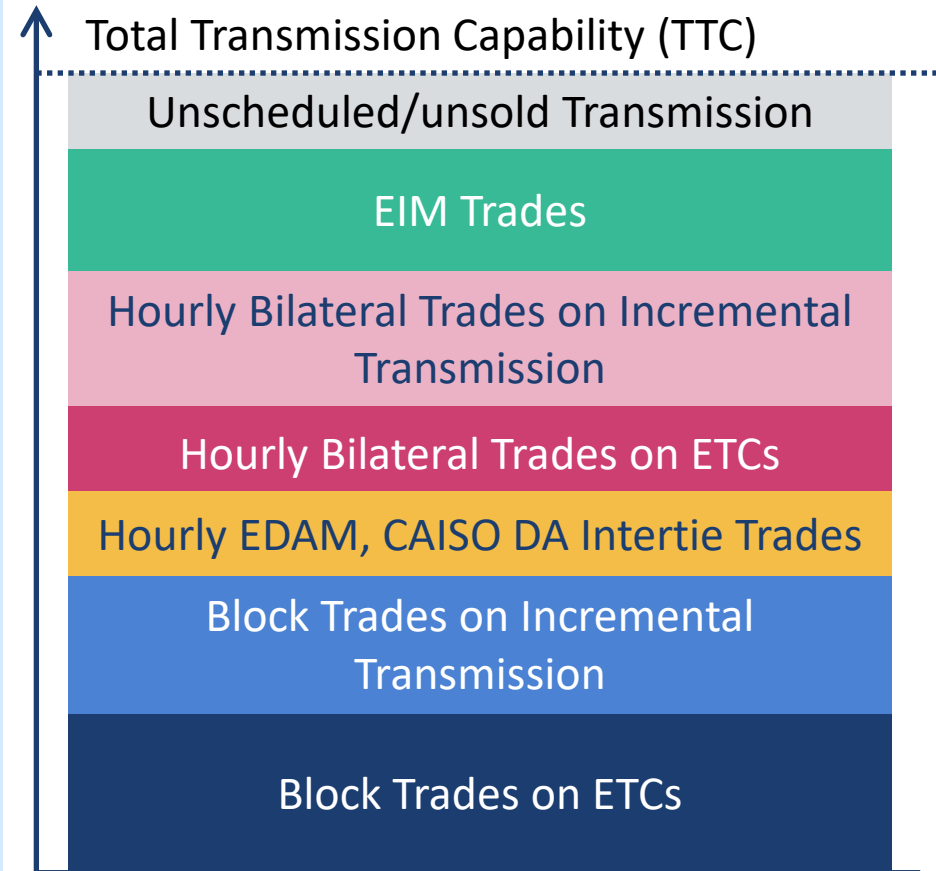 Total Transmission Capability (TTC)
Unscheduled/unsold Transmission
EIM Trades
Hourly Bilateral Trades on Incremental
Transmission
Hourly Bilateral Trades on ETCs
Hourly EDAM, CAISO DA Intertie Trades
Block Trades on Incremental
Transmission
Block Trades on ETCs